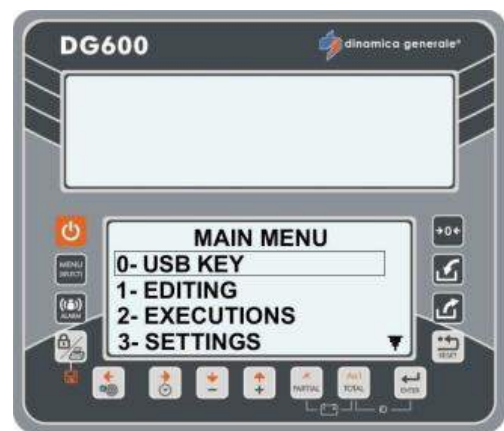 DG600
dinamica generale®
MAIN MENU
0- USB KEY
1- EDITING
2- EXECUTIONS
3- SETTINGS
→0←
MENU
ALARM
RESET
-
+
PARTIAL
TOTAL
ENTER